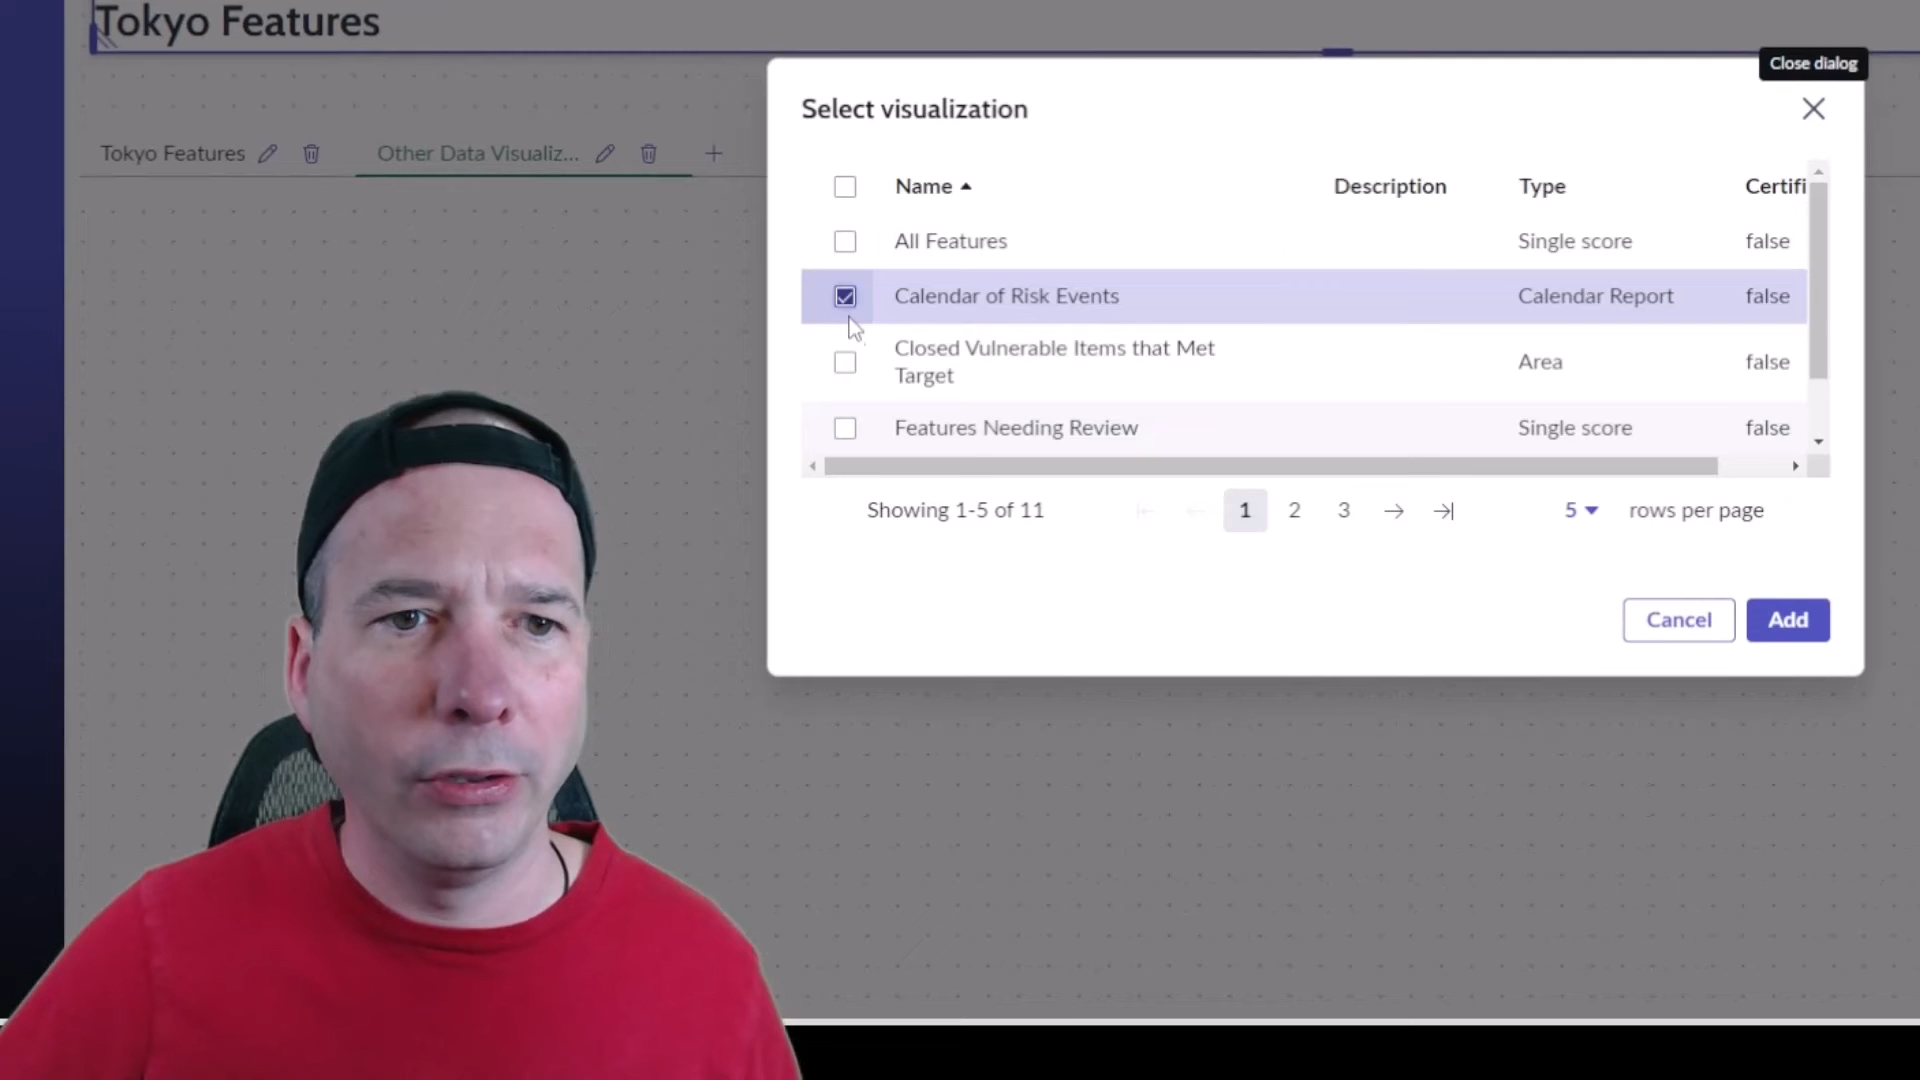 Tokyo Features
Close dialog
Select visualization
Tokyo Features Other Data Visualiz...
Name Description Type Certifi
All Features Single score false
Calendar of Risk Events Calendar Report false
Closed Vulnerable Items that Met
Target Area false
Features Needing Review Single score false
Showing 1-5 of 11 1 2 3 5 rows per page
Cancel Add